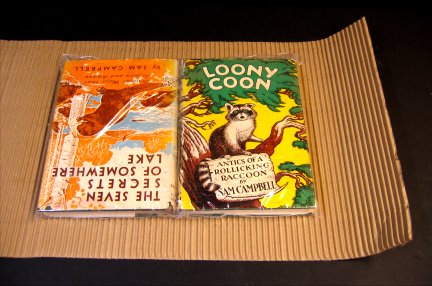 THE SEVEN
SECRETS
OF SOMEWHERE
LAKE
by SAM CAMPBELL
LOONY
COON
ANTICS OF A
ROLLICKING
RACCOON
BY
SAM CAMPBELL